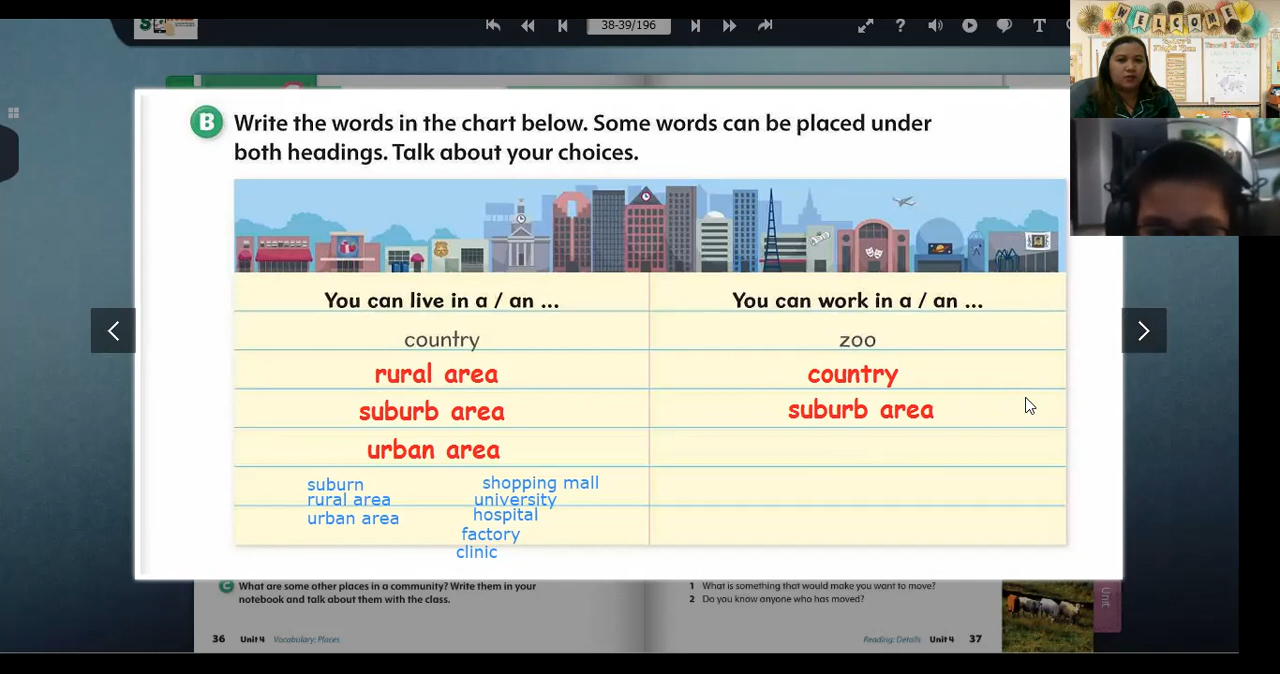 38-39/196
WELCOME
B Write the words in the chart below. Some words can be placed under
both headings. Talk about your choices.
You can live in a / an ...
You can work in a / an ...
country
zoo
rural area
country
suburb area
suburb area
urban area
suburn
rural area
urban area
shopping mall
university
hospital
factory
clinic
C What are some other places in a community? Write them in your
notebook and talk about them with the class.
1 What is something that would make you want to move?
2 Do you know anyone who has moved?
36 Unit 4 Vocabulary: Places
Reading: Details Unit 4 37
Unit